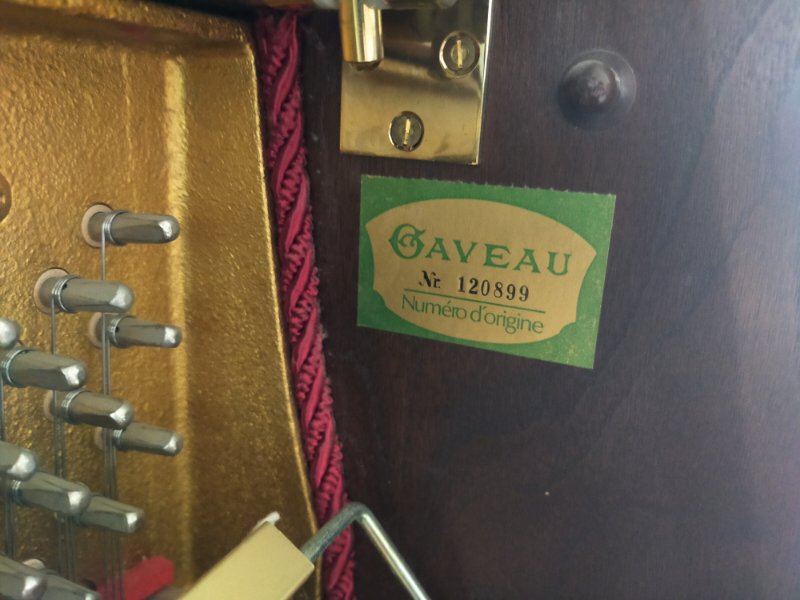 GAVEAU
Nr. 120899
Numéro d'origine